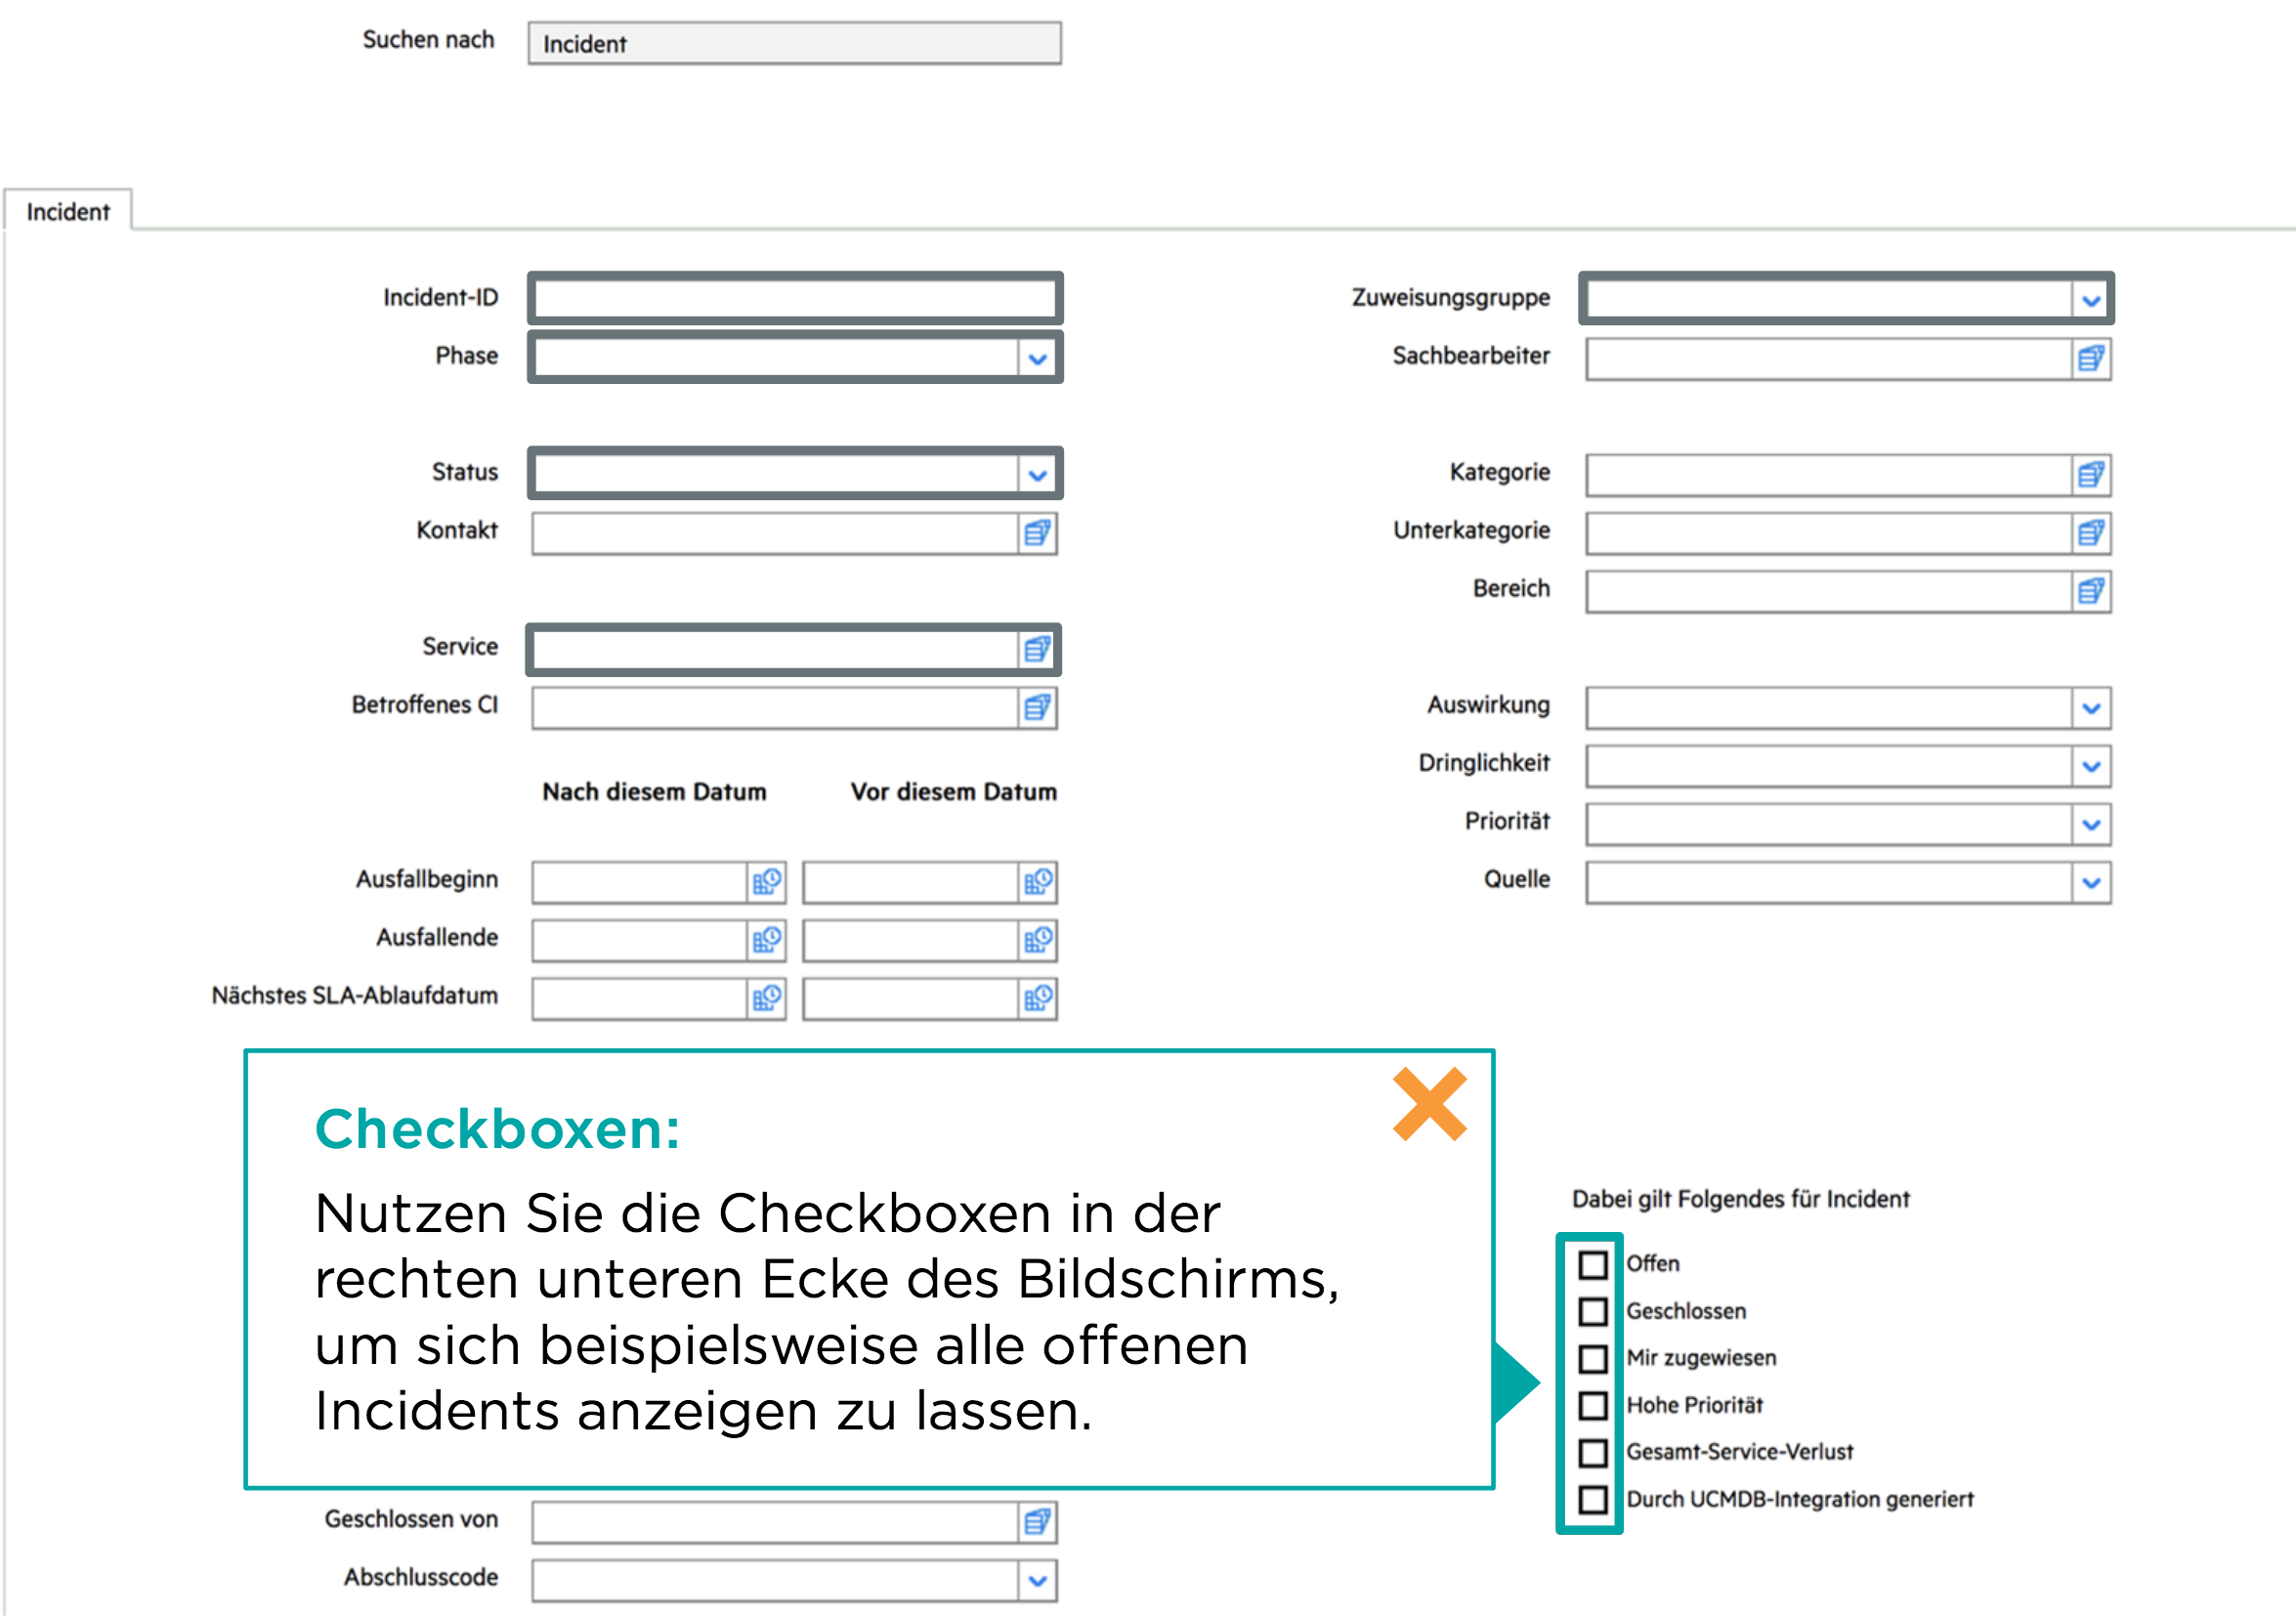 Suchen nach
Incident
Incident
Incident-ID
Phase
Status
Kontakt
Service
Betroffenes CI
Nach diesem Datum
Vor diesem Datum
Ausfallbeginn
Ausfallende
Nächstes SLA-Ablaufdatum
Zuweisungsgruppe
Sachbearbeiter
Kategorie
Unterkategorie
Bereich
Auswirkung
Dringlichkeit
Priorität
Quelle
Checkboxen:
Nutzen Sie die Checkboxen in der
rechten unteren Ecke des Bildschirms,
um sich beispielsweise alle offenen
Incidents anzeigen zu lassen.
Dabei gilt Folgendes für Incident
Offen
Geschlossen
Mir zugewiesen
Hohe Priorität
Gesamt-Service-Verlust
Durch UCMDB-Integration generiert
Geschlossen von
Abschlusscode